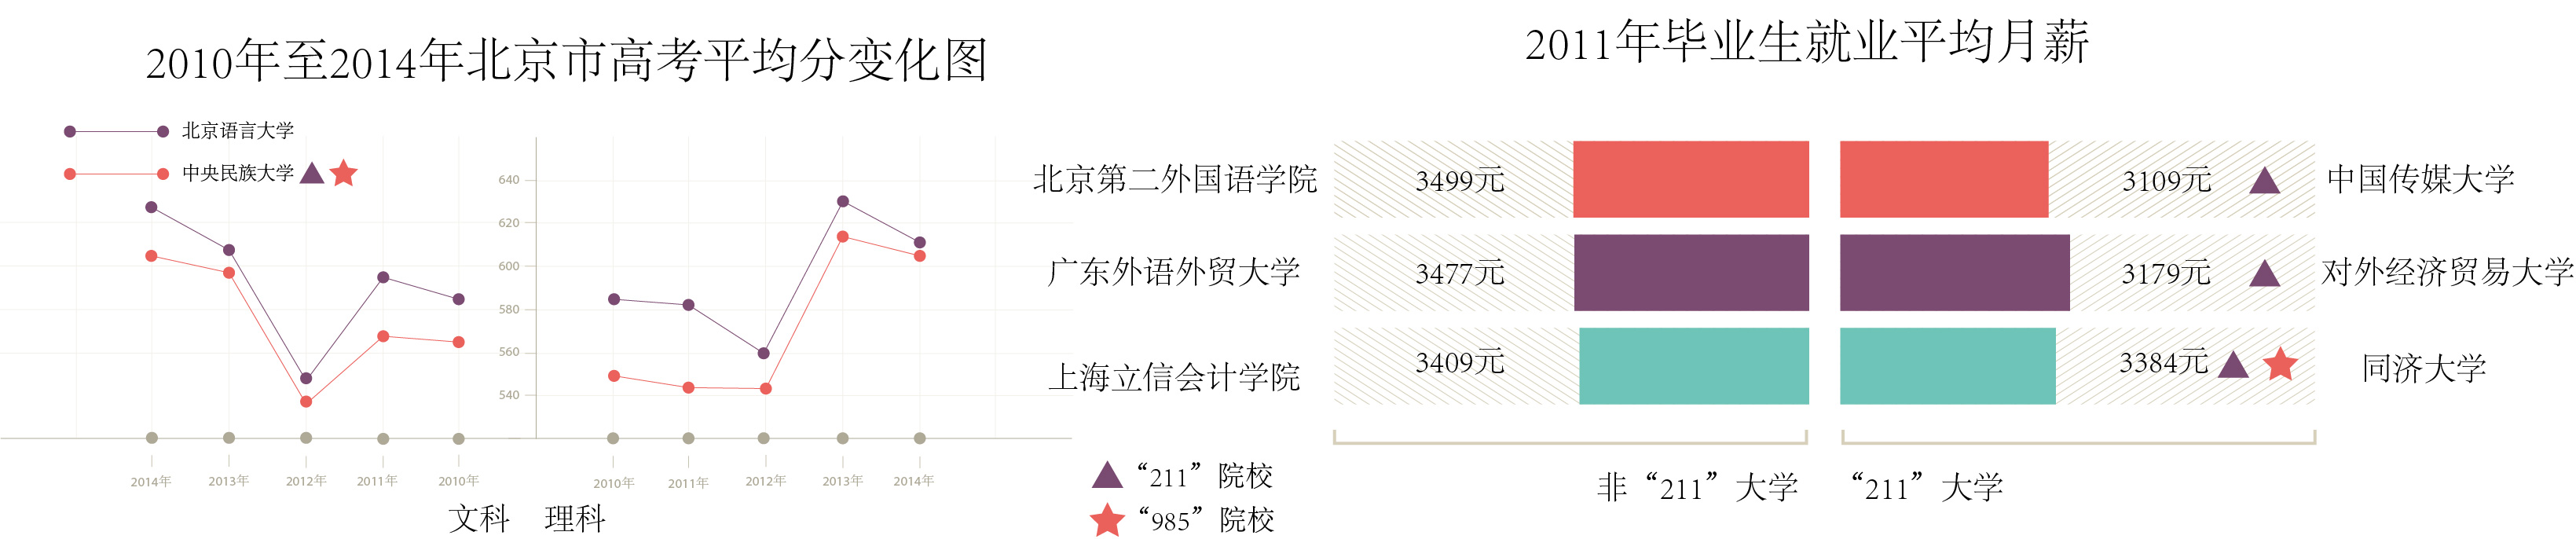 2010年至2014年北京市高考平均分变化图
北京语言大学
中央民族大学
640
620
600
580
560
540
2014年 2013年 2012年 2011年 2010年
2010年 2011年 2012年 2013年 2014年
文科 理科
2011年毕业生就业平均月薪
北京第二外国语学院 3499元 3109元 中国传媒大学
广东外语外贸大学 3477元 3179元 对外经济贸易大学
上海立信会计学院 3409元 3384元 同济大学
非“211”大学 “211”大学
“211”院校
“985”院校